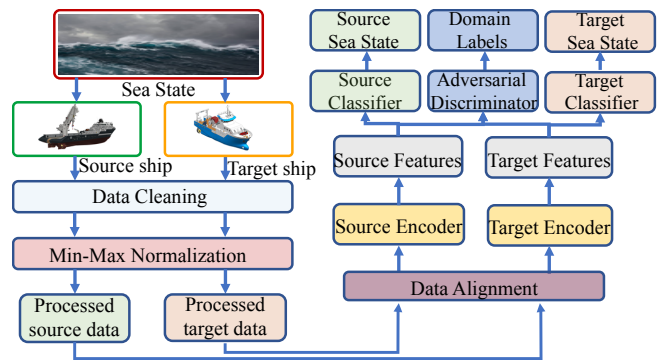 Sea State
Source ship
Target ship
Data Cleaning
Min-Max Normalization
Processed
source data
Processed
target data
Source
Sea State
Domain
Labels
Target
Sea State
Source
Classifier
Adversarial
Discriminator
Target
Classifier
Source Features
Target Features
Source Encoder
Target Encoder
Data Alignment